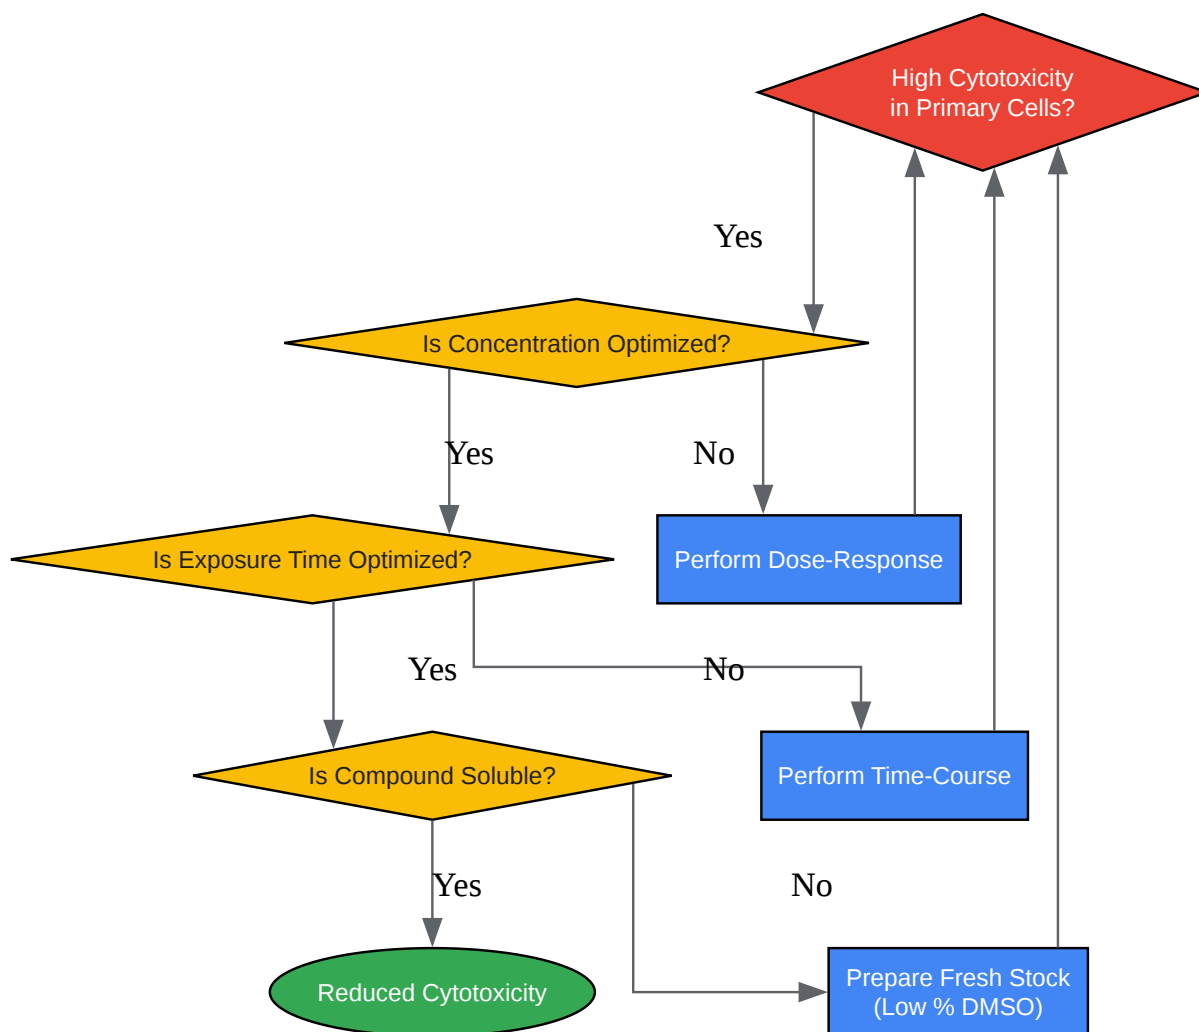 High Cytotoxicity
in Primary Cells?
Yes
Is Concentration Optimized?
Yes
No
Is Exposure Time Optimized?
Perform Dose-Response
Yes
No
Is Compound Soluble?
Perform Time-Course
Yes
No
Reduced Cytotoxicity
Prepare Fresh Stock
(Low % DMSO)